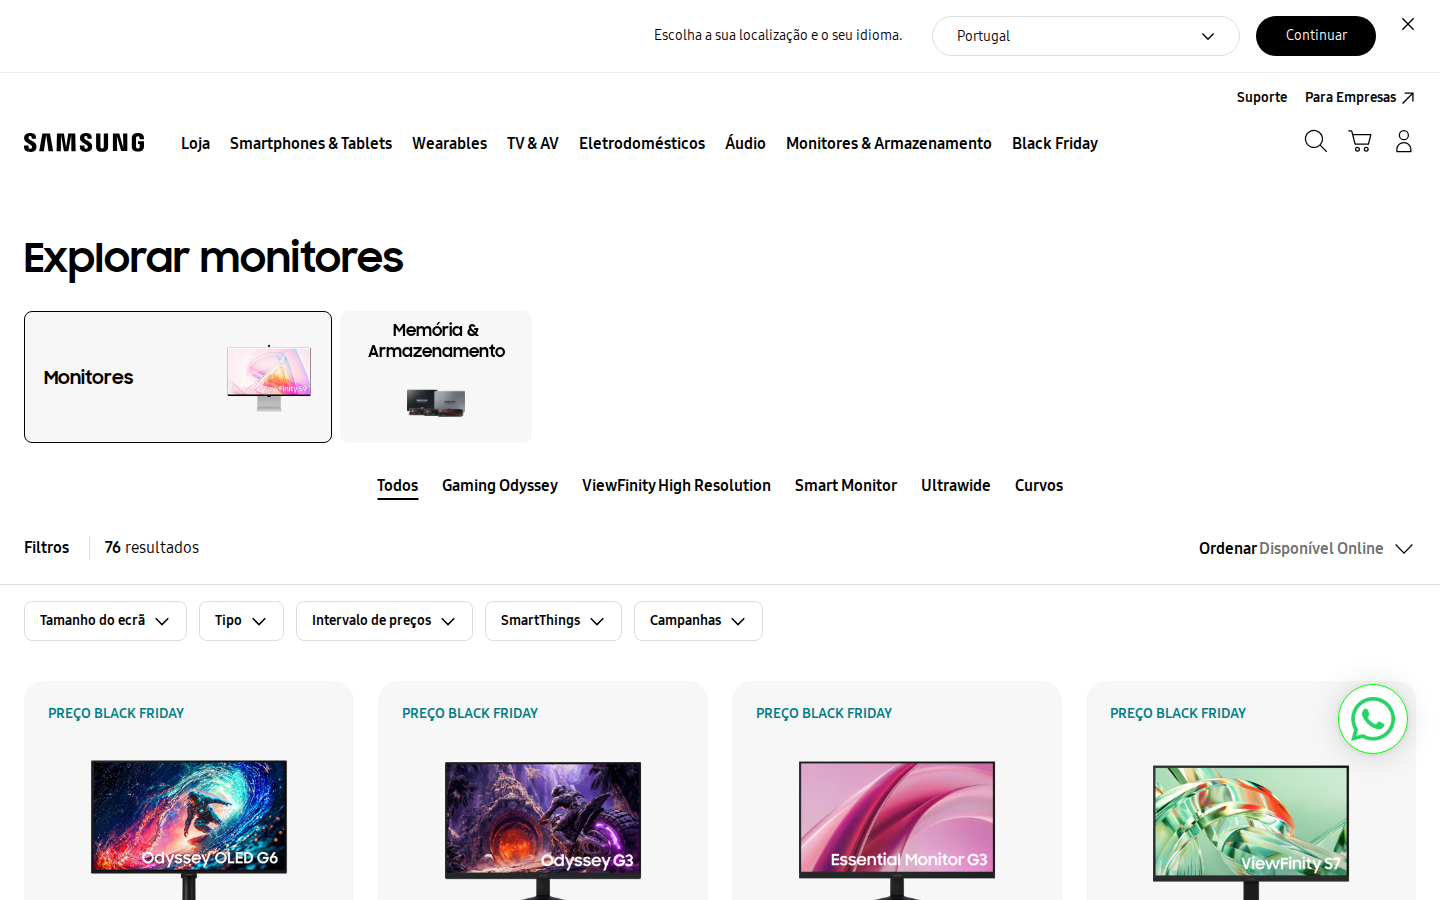 Escolha a sua localização e o seu idioma.
Portugal
Continuar
Suporte
Para Empresas
SAMSUNG
Loja
Smartphones & Tablets
Wearables
TV & AV
Eletrodomésticos
Áudio
Monitores & Armazenamento
Black Friday
Explorar monitores
Monitores
ViewFinity S9
Memória &
Armazenamento
Todos
Gaming Odyssey
ViewFinity High Resolution
Smart Monitor
Ultrawide
Curvos
Filtros
76 resultados
Ordenar Disponível Online
Tamanho do ecrã
Tipo
Intervalo de preços
SmartThings
Campanhas
PREÇO BLACK FRIDAY
PREÇO BLACK FRIDAY
PREÇO BLACK FRIDAY
PREÇO BLACK FRIDAY
Odyssey OLED G6
Odyssey G3
Essential Monitor G3
ViewFinity S7